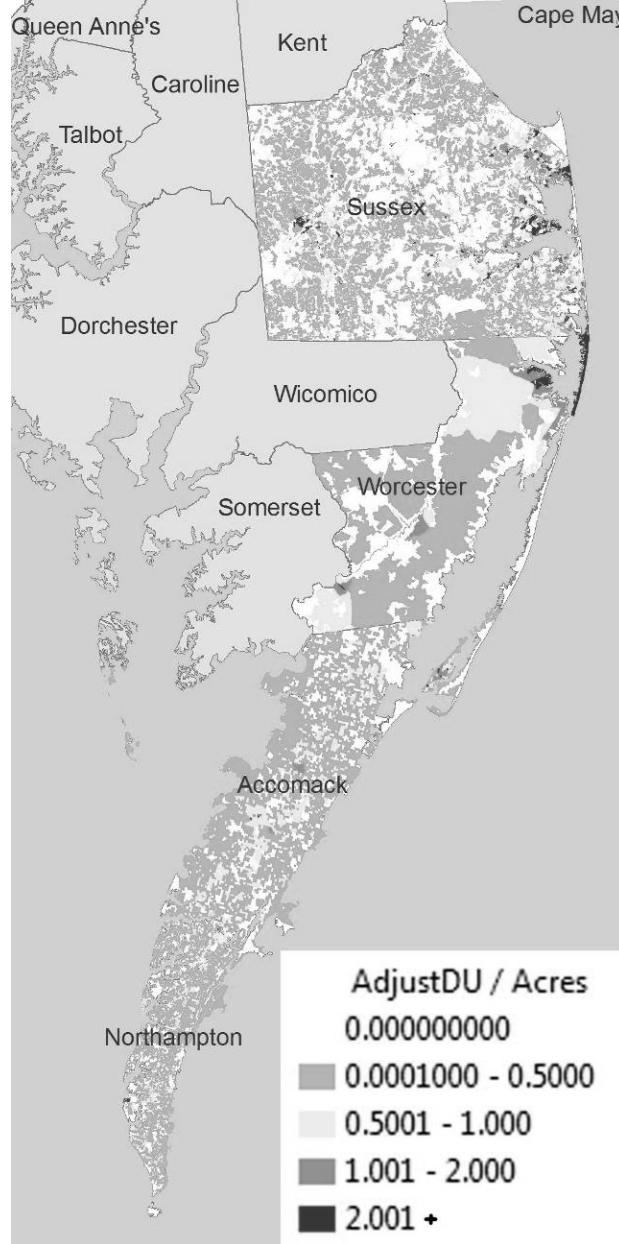 Queen Anne's
Kent
Cape May
Caroline
Talbot
Sussex
Dorchester
Wicomico
Worcester
Somerset
Accomack
Northampton
AdjustDU / Acres
0.000000000
0.0001000 - 0.5000
0.5001 - 1.000
1.001 - 2.000
2.001 +